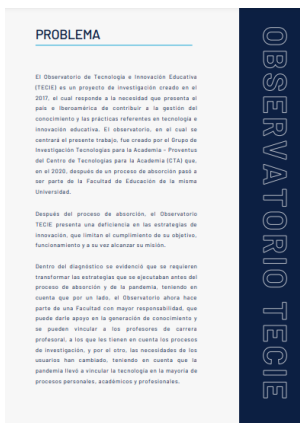 PROBLEMA
El Observatorio de Tecnología e Innovación Educativa
(TECIE) es un proyecto de investigación creado en el
2017, el cual responde a la necesidad que presenta el
país e Iberoamérica de contribuir a la gestión del
conocimiento y las prácticas referentes en tecnología e
innovación educativa. El observatorio, en el cual se
centrará el presente trabajo, fue creado por el Grupo de
Investigación Tecnologías para la Academia – Proventus
del Centro de Tecnologías para la Academia (CTA) que,
en el 2020, después de un proceso de absorción pasó a
ser parte de la Facultad de Educación de la misma
Universidad.
Después del proceso de absorción, el Observatorio
TECIE presenta una deficiencia en las estrategias de
innovación, que limitan el cumplimiento de su objetivo,
funcionamiento y a su vez alcanzar su misión.
Dentro del diagnóstico se evidenció que se requieren
transformar las estrategias que se ejecutaban antes del
proceso de absorción y de la pandemia, teniendo en
cuenta que por un lado, el Observatorio ahora hace
parte de una Facultad con mayor responsabilidad, que
puede darle apoyo en la generación de conocimiento y
se pueden vincular a los profesores de carrera
profesoral, a los que les tienen en cuenta los procesos
de investigación, y por el otro, las necesidades de los
usuarios han cambiado, teniendo en cuenta que la
pandemia llevó a vincular la tecnología en la mayoría de
procesos personales, académicos y profesionales.
OBSERVATORIO TECIE